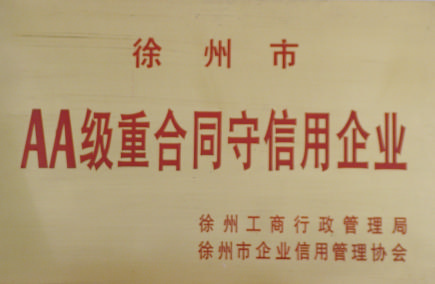 徐州市
AA级重合同守信用企业
徐州工商行政管理局
徐州市企业信用管理协会